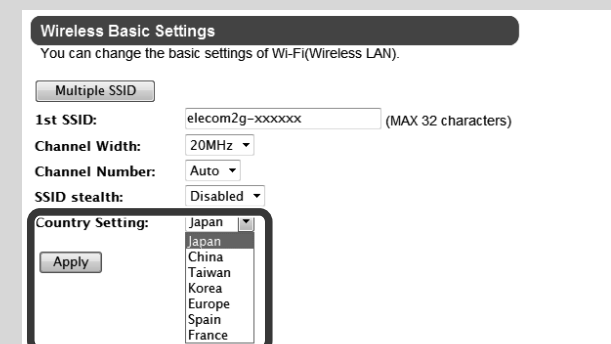 Wireless Basic Settings
You can change the basic settings of Wi-Fi(Wireless LAN).
Multiple SSID
1st SSID: elecom2g-xxxxxx (MAX 32 characters)
Channel Width: 20MHz
Channel Number: Auto
SSID stealth: Disabled
Country Setting: Japan
Japan
Apply
China
Taiwan
Korea
Europe
Spain
France